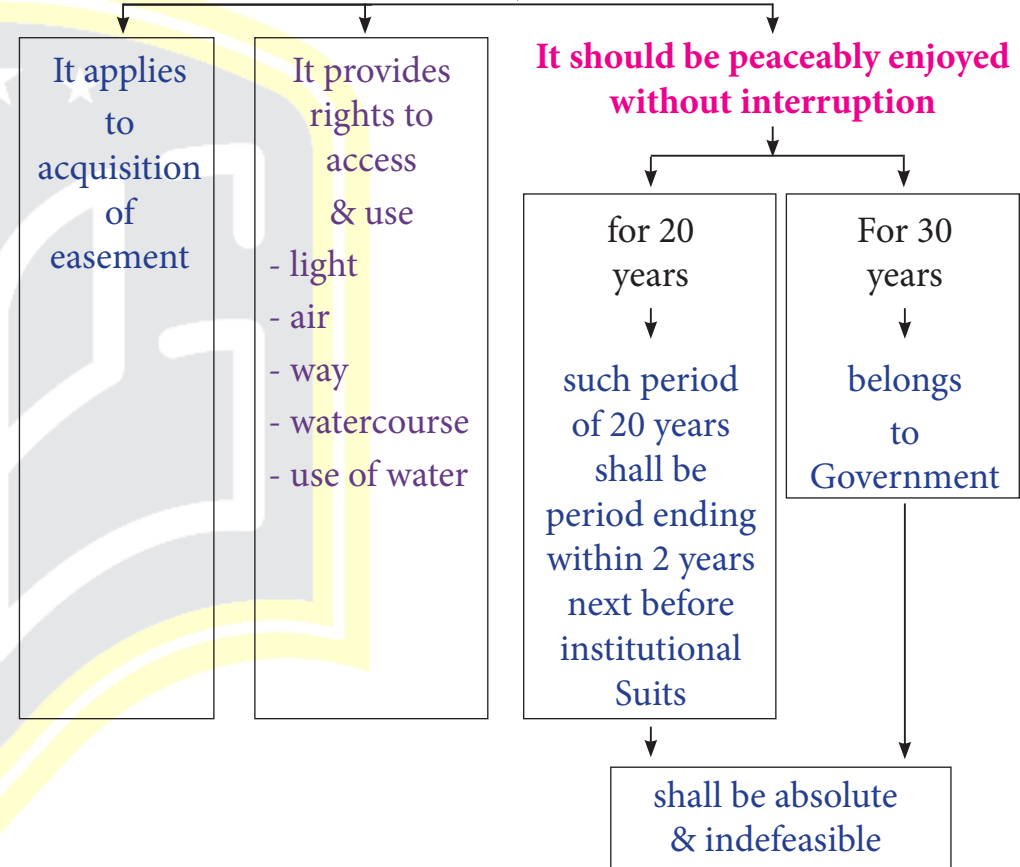 It applies
to
acquisition
of
easement
It provides
rights to
access
& use
- light
- air
- way
- watercourse
- use of water
It should be peaceably enjoyed
without interruption
for 20
years
such period
of 20 years
shall be
period ending
within 2 years
next before
institutional
Suits
For 30
years
belongs
to
Government
shall be absolute
& indefeasible